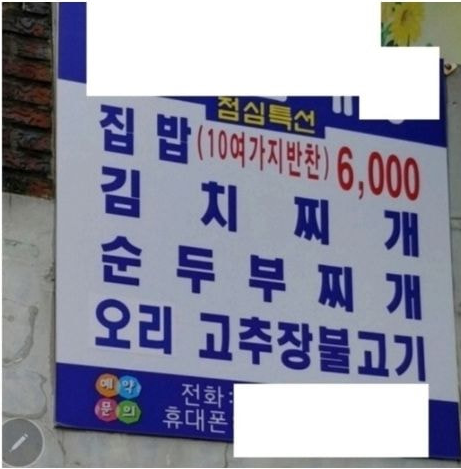 점심특선
집밥(10여가지반찬) 6,000
김치찌개
순두부찌개
오리 고추장불고기
예약
문의
전화:
휴대폰: